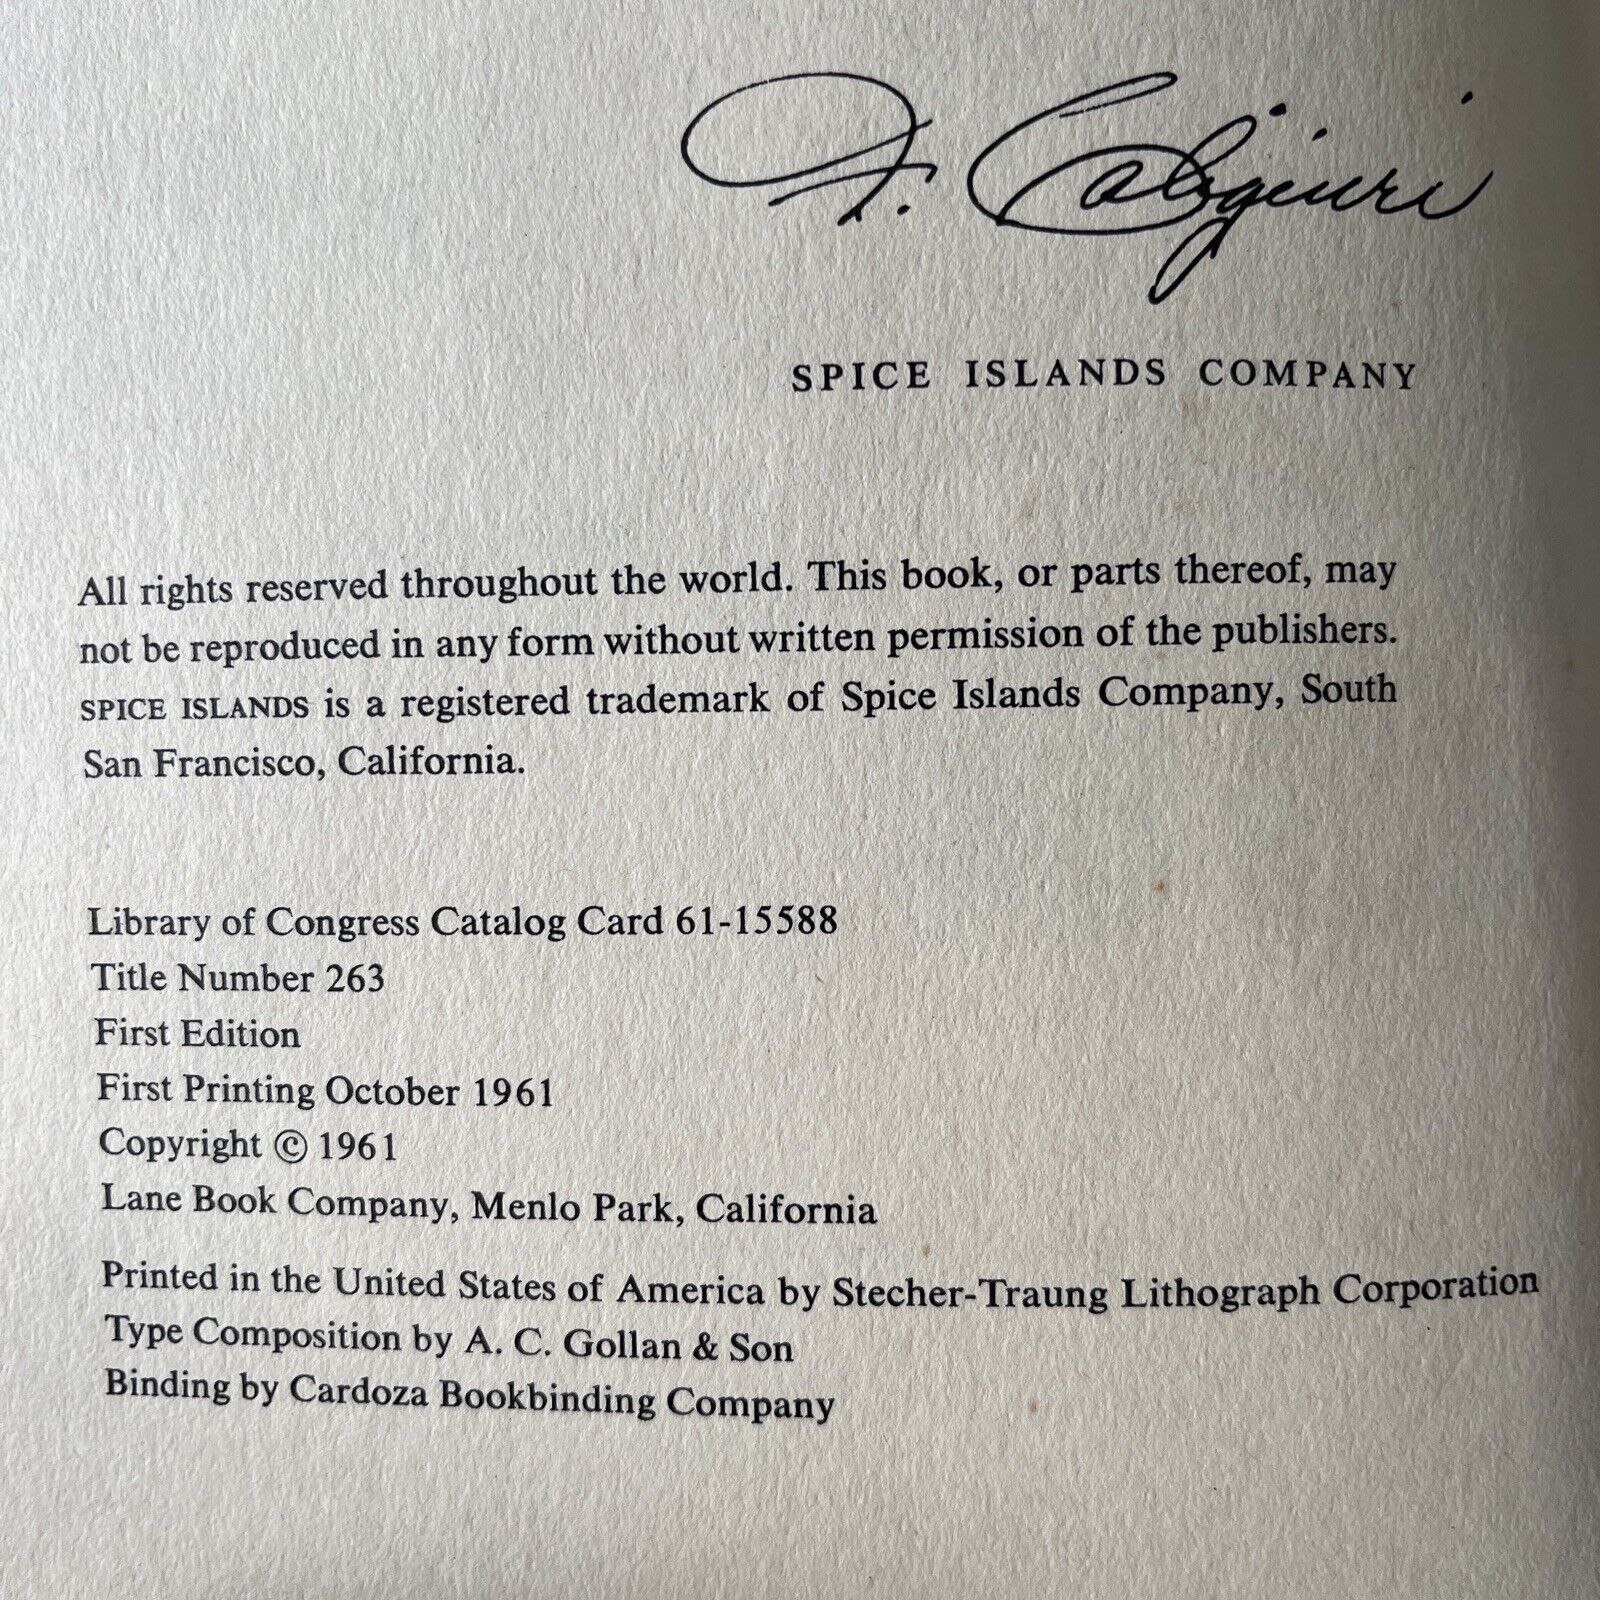 F. Caligiuri
SPICE ISLANDS COMPANY
All rights reserved throughout the world. This book, or parts thereof, may
not be reproduced in any form without written permission of the publishers.
SPICE ISLANDS is a registered trademark of Spice Islands Company, South
San Francisco, California.
Library of Congress Catalog Card 61-15588
Title Number 263
First Edition
First Printing October 1961
Copyright © 1961
Lane Book Company, Menlo Park, California
Printed in the United States of America by Stecher-Traung Lithograph Corporation
Type Composition by A. C. Gollan & Son
Binding by Cardoza Bookbinding Company